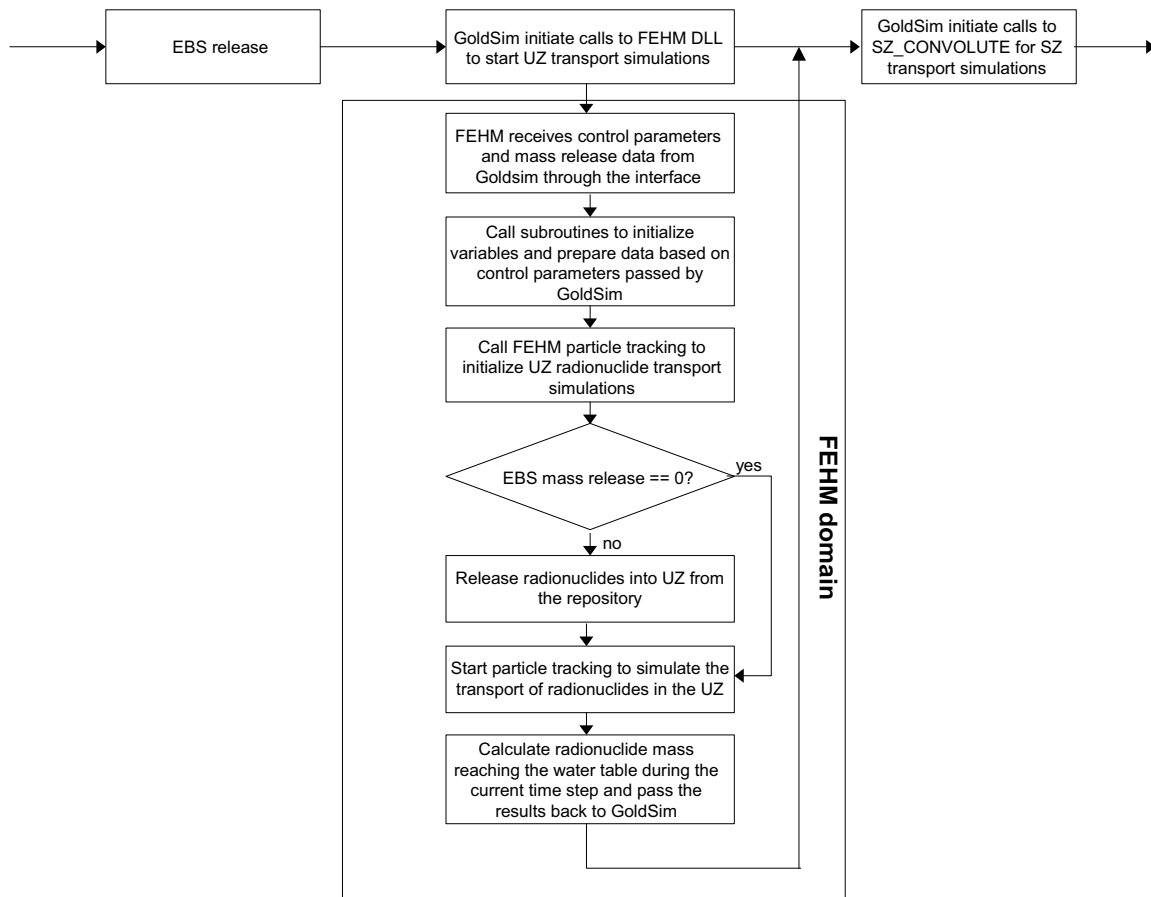 EBS release
GoldSim initiate calls to FEHM DLL
to start UZ transport simulations
GoldSim initiate calls to
SZ_CONVOLUTE for SZ
transport simulations
FEHM receives control parameters
and mass release data from
Goldsim through the interface
Call subroutines to initialize
variables and prepare data based on
control parameters passed by
GoldSim
Call FEHM particle tracking to
initialize UZ radionuclide transport
simulations
EBS mass release == 0?
yes
no
Release radionuclides into UZ from
the repository
Start particle tracking to simulate the
transport of radionuclides in the UZ
Calculate radionuclide mass
reaching the water table during the
current time step and pass the
results back to GoldSim
FEHM domain